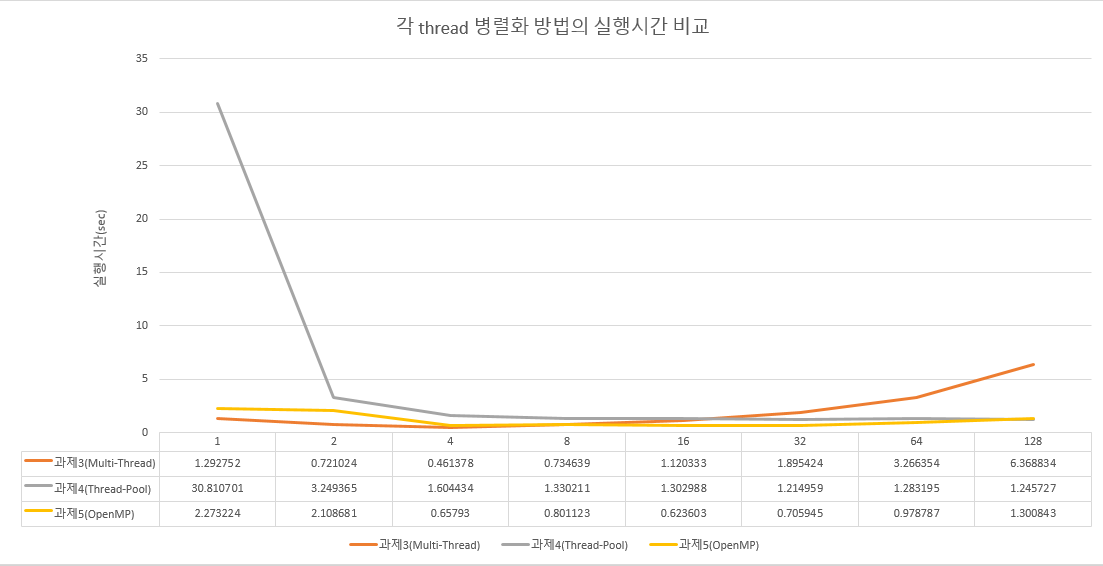 각 thread 병렬화 방법의 실행시간 비교
35
30
25
20
15
10
5
0
실행시간(sec)
1 2 4 8 16 32 64 128
과제3(Multi-Thread) 1.292752 0.721024 0.461378 0.734639 1.120333 1.895424 3.266354 6.368834
과제4(Thread-Pool) 30.810701 3.249365 1.604434 1.330211 1.302988 1.214959 1.283195 1.245727
과제5(OpenMP) 2.273224 2.108681 0.65793 0.801123 0.623603 0.705945 0.978787 1.300843
과제3(Multi-Thread) 과제4(Thread-Pool) 과제5(OpenMP)